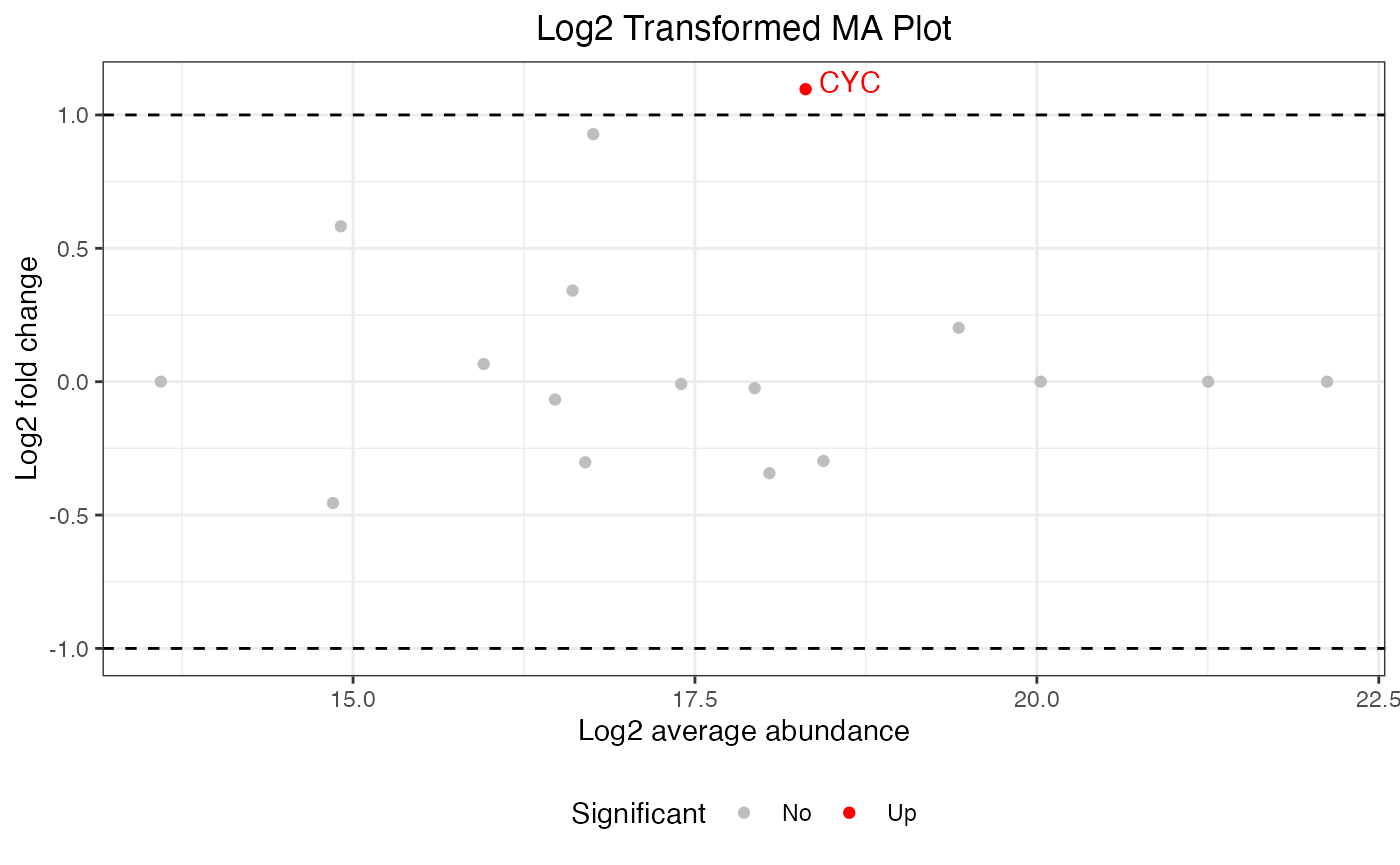 Log2 Transformed MA Plot
CYC
1.0
0.5
0.0
-0.5
-1.0
Log2 fold change
15.0 17.5 20.0 22.5
Log2 average abundance
Significant No Up